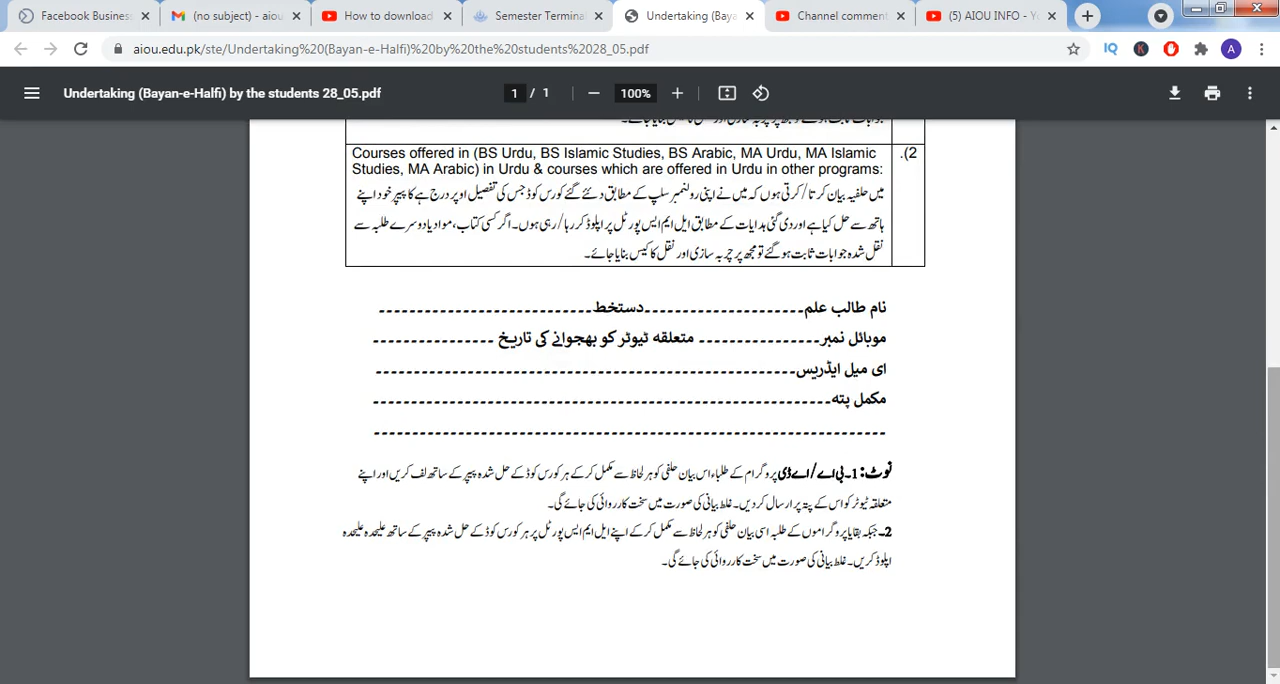 Facebook Business
(no subject) - aiou
How to download
Semester Termina
Undertaking (Baya
Channel comment
(5) AIOU INFO - Y
aiou.edu.pk/ste/Undertaking%20(Bayan-e-Halfi)%20by%20the%20students%2028_05.pdf
IQ K A
Undertaking (Bayan-e-Halfi) by the students 28_05.pdf
1 / 1
100%
Courses offered in (BS Urdu, BS Islamic Studies, BS Arabic, MA Urdu, MA Islamic
Studies, MA Arabic) in Urdu & courses which are offered in Urdu in other programs:
.(2
میں حلفیہ بیان کرتا/کرتی ہوں کہ میں نے اپنی رولنمبر سلپ کے مطابق دئے گئے کورس کوڈ جس کی تفصیل اوپر درج ہے کا پیپر خود اپنے
ہاتھ سے حل کیا ہے اور دی گئی ہدایات کے مطابق ایل ایم ایس پورٹل پر اپلوڈ کر رہا/رہی ہوں۔ اگر کسی کتاب، مواد یا دوسرے طلبہ سے
نقل شدہ جوابات ثابت ہو گئے تو مجھ پر چربہ سازی اور نقل کا کیس بنایا جائے۔
نام طالب علم---------------------دستخط----------------------------
موبائل نمبر---------------- متعلقہ ٹیوٹر کو بھجوانے کی تاریخ ----------------
ای میل ایڈریس-------------------------------------------------------
مکمل پتہ------------------------------------------------------------
-------------------------------------------------------------------
نوٹ: 1۔ بی اے/اے ڈی پروگرام کے طلباء اس بیان حلفی کو ہر لحاظ سے مکمل کر کے ہر کورس کوڈ کے حل شدہ پیپر کے ساتھ لف کریں اور اپنے
متعلقہ ٹیوٹر کو اس کے پتہ پر ارسال کر دیں۔ غلط بیانی کی صورت میں سخت کارروائی کی جائے گی۔
2۔ جبکہ بقایا پروگراموں کے طلبہ اسی بیان حلفی کو ہر لحاظ سے مکمل کر کے اپنے ایل ایم ایس پورٹل پر ہر کورس کوڈ کے حل شدہ پیپر کے ساتھ علیحدہ علیحدہ
اپلوڈ کریں۔ غلط بیانی کی صورت میں سخت کارروائی کی جائے گی۔